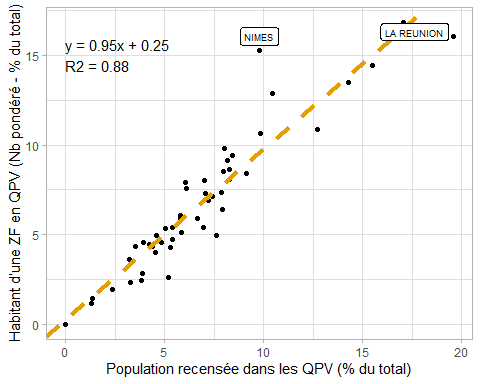 NIMES
LA REUNION
y = 0.95x + 0.25
R2 = 0.88
Habitant d'une ZF en QPV (Nb pondéré - % du total)
15
10
5
0
0 5 10 15 20
Population recensée dans les QPV (% du total)